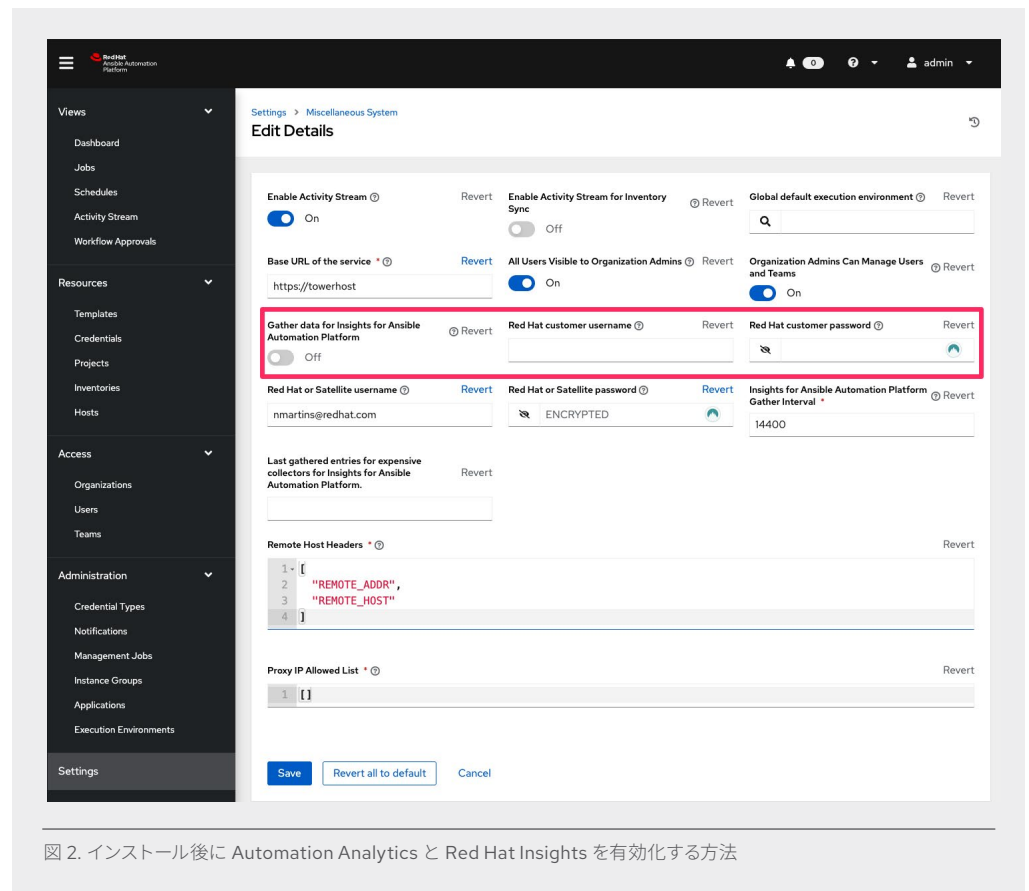 Red Hat
Ansible Automation
Platform
0
admin
Views
Dashboard
Jobs
Schedules
Activity Stream
Workflow Approvals
Resources
Templates
Credentials
Projects
Inventories
Hosts
Access
Organizations
Users
Teams
Administration
Credential Types
Notifications
Management Jobs
Instance Groups
Applications
Execution Environments
Settings
Settings > Miscellaneous System
Edit Details
Enable Activity Stream Revert
On
Enable Activity Stream for Inventory
Sync Revert
Off
Global default execution environment Revert
Base URL of the service * Revert
https://towerhost
All Users Visible to Organization Admins Revert
On
Organization Admins Can Manage Users
and Teams Revert
On
Gather data for Insights for Ansible
Automation Platform Revert
Off
Red Hat customer username Revert
Red Hat customer password Revert
Red Hat or Satellite username Revert
nmartins@redhat.com
Red Hat or Satellite password Revert
ENCRYPTED
Insights for Ansible Automation Platform
Gather Interval * Revert
14400
Last gathered entries for expensive
collectors for Insights for Ansible
Automation Platform. Revert
Remote Host Headers * Revert
1 [
2 "REMOTE_ADDR",
3 "REMOTE_HOST"
4 ]
Proxy IP Allowed List * Revert
1 []
Save Revert all to default Cancel
図 2. インストール後に Automation Analytics と Red Hat Insights を有効化する方法